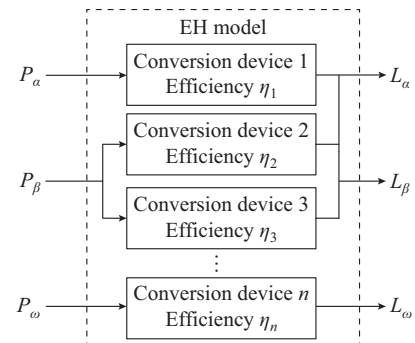 EH model
P_α
Conversion device 1
Efficiency η_1
L_α
Conversion device 2
Efficiency η_2
P_β
L_β
Conversion device 3
Efficiency η_3
⋮
P_ω
Conversion device n
Efficiency η_n
L_ω